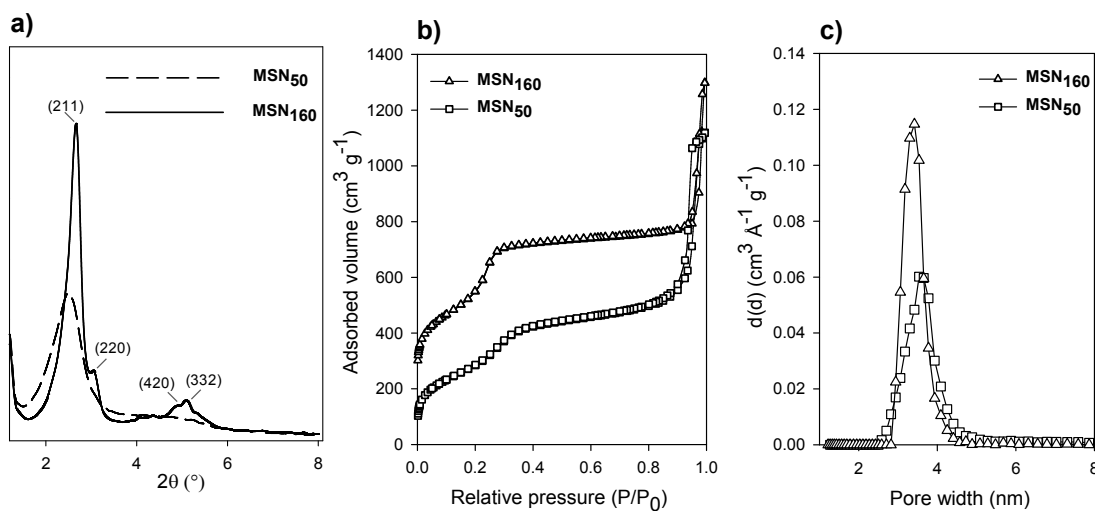 a)
MSN50
MSN160
(211)
(220)
(420)
(332)
2 4 6 8
2θ (°)
b)
1400
1200
1000
800
600
400
200
0
MSN160
MSN50
Adsorbed volume (cm³ g⁻¹)
0.0 0.2 0.4 0.6 0.8 1.0
Relative pressure (P/P0)
c)
0.14
0.12
0.10
0.08
0.06
0.04
0.02
0.00
MSN160
MSN50
d(d) (cm³ Å⁻¹ g⁻¹)
2 4 6 8
Pore width (nm)